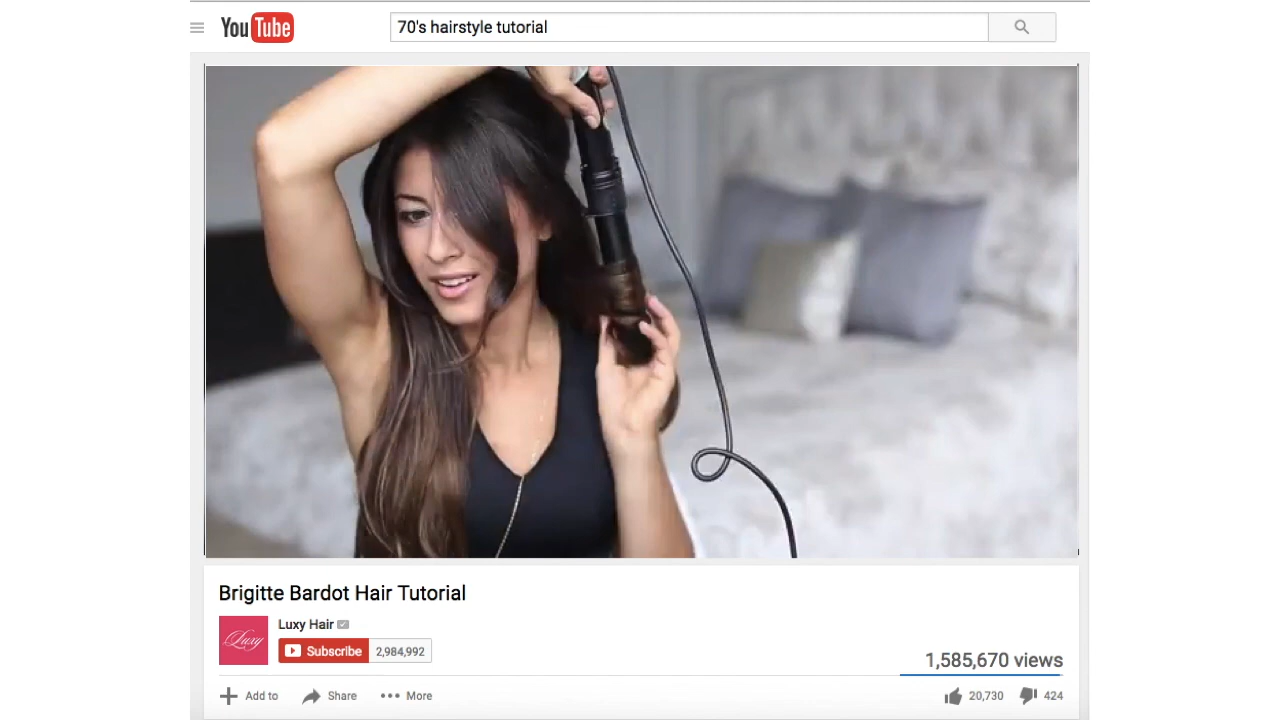 YouTube
70's hairstyle tutorial
Brigitte Bardot Hair Tutorial
Luxy
Luxy Hair
Subscribe 2,984,992
1,585,670 views
Add to Share More
20,730 424